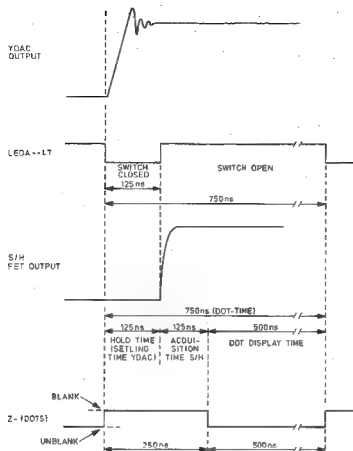 YDAC
OUTPUT
LEDA--LT
SWITCH
CLOSED
SWITCH OPEN
125ns
750ns
S/H
FET OUTPUT
750ns (DOT-TIME)
125ns
125ns
500ns
HOLD TIME
(SETLING
TIME YDAC)
ACQUI-
SITION
TIME S/H
DOT DISPLAY TIME
BLANK
Z-(DOTS)
UNBLANK
250ns
500ns